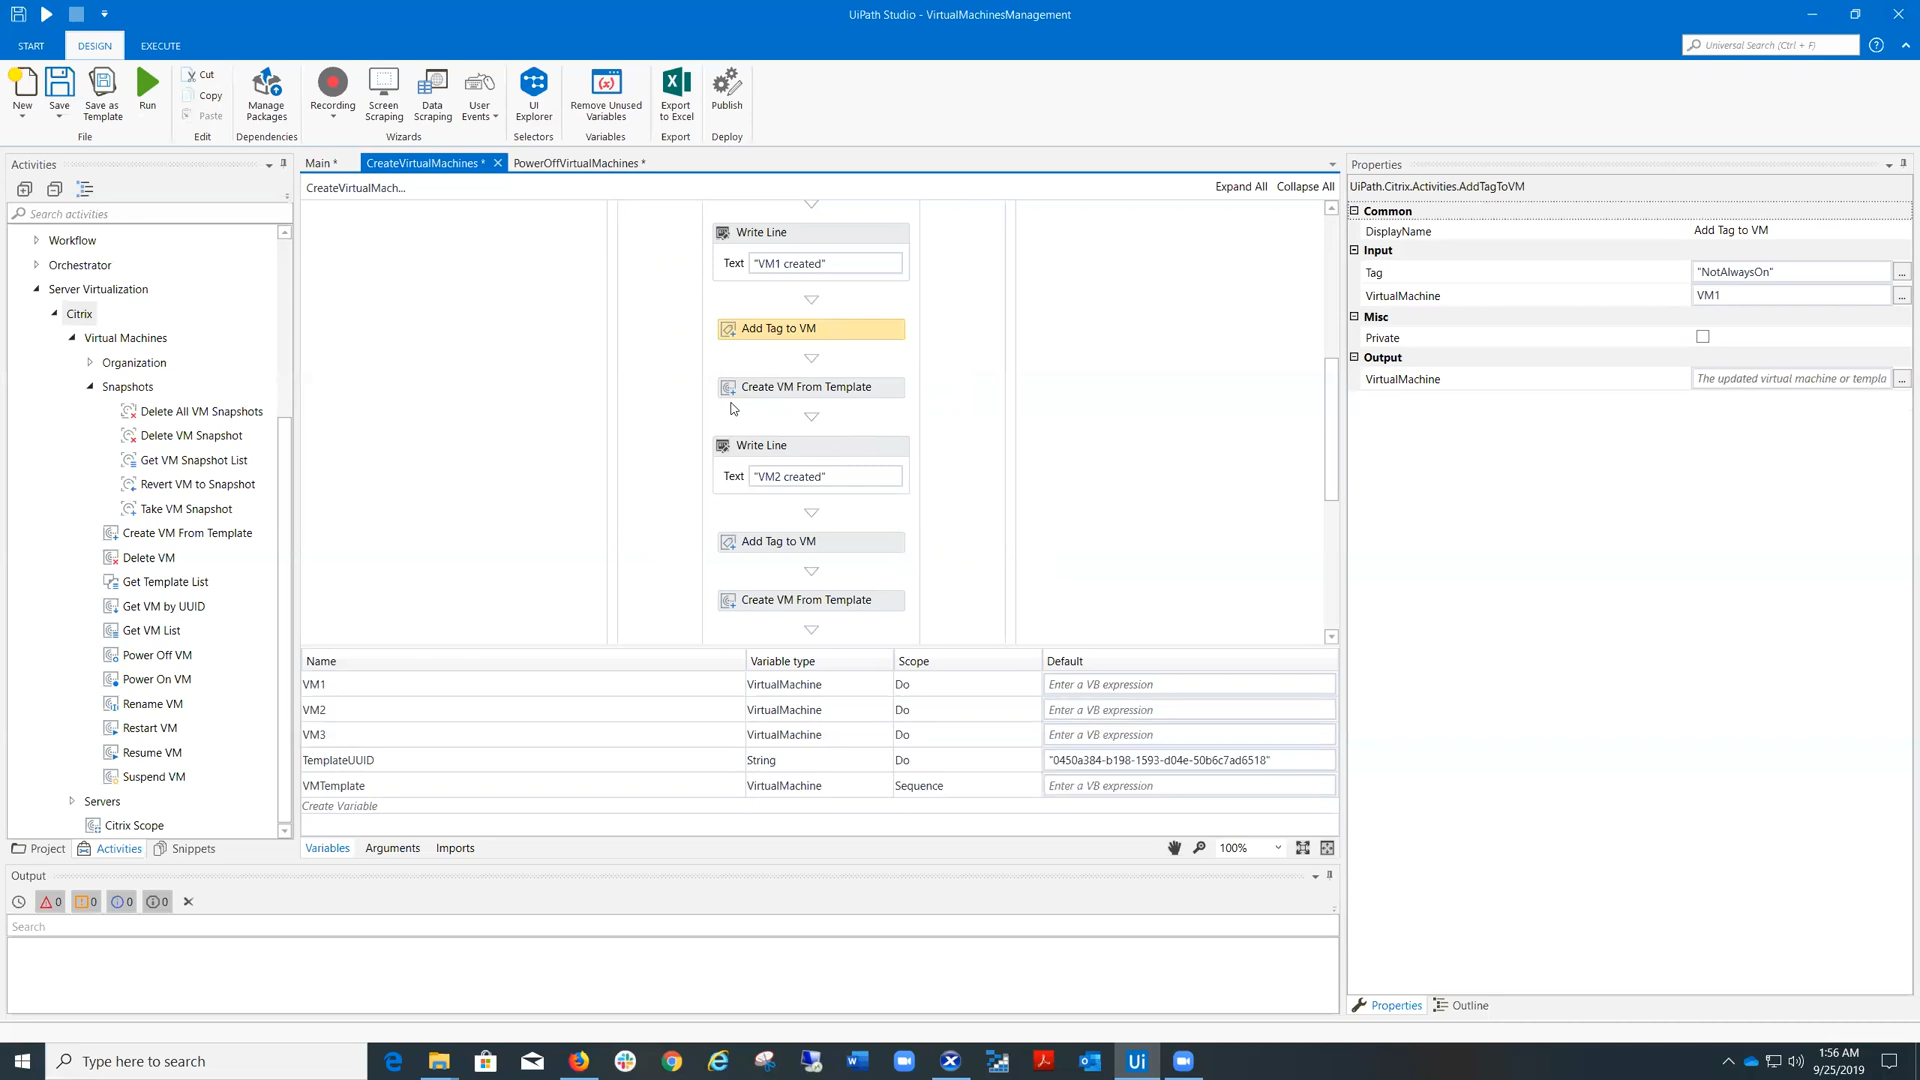 UiPath Studio - VirtualMachinesManagement
START
DESIGN
EXECUTE
Universal Search (Ctrl + F)
New
Save
Save as Template
Run
Cut
Copy
Paste
Manage Packages
Recording
Screen Scraping
Data Scraping
User Events
UI Explorer
Remove Unused Variables
Export to Excel
Publish
File
Edit
Dependencies
Wizards
Selectors
Variables
Export
Deploy
Activities
Search activities
Workflow
Orchestrator
Server Virtualization
Citrix
Virtual Machines
Organization
Snapshots
Delete All VM Snapshots
Delete VM Snapshot
Get VM Snapshot List
Revert VM to Snapshot
Take VM Snapshot
Create VM From Template
Delete VM
Get Template List
Get VM by UUID
Get VM List
Power Off VM
Power On VM
Rename VM
Restart VM
Resume VM
Suspend VM
Servers
Citrix Scope
Project
Activities
Snippets
Main *
CreateVirtualMachines *
PowerOffVirtualMachines *
CreateVirtualMach...
Expand All
Collapse All
Write Line
Text "VM1 created"
Add Tag to VM
Create VM From Template
Write Line
Text "VM2 created"
Add Tag to VM
Create VM From Template
Name Variable type Scope Default
VM1 VirtualMachine Do Enter a VB expression
VM2 VirtualMachine Do Enter a VB expression
VM3 VirtualMachine Do Enter a VB expression
TemplateUUID String Do "0450a384-b198-1593-d04e-50b6c7ad6518"
VMTemplate VirtualMachine Sequence Enter a VB expression
Create Variable
Variables
Arguments
Imports
100%
Output
0
0
0
0
Search
Properties
UiPath.Citrix.Activities.AddTagToVM
Common
DisplayName Add Tag to VM
Input
Tag "NotAlwaysOn" ...
VirtualMachine VM1 ...
Misc
Private
Output
VirtualMachine The updated virtual machine or templa ...
Properties
Outline
Type here to search
Ui
1:56 AM
9/25/2019